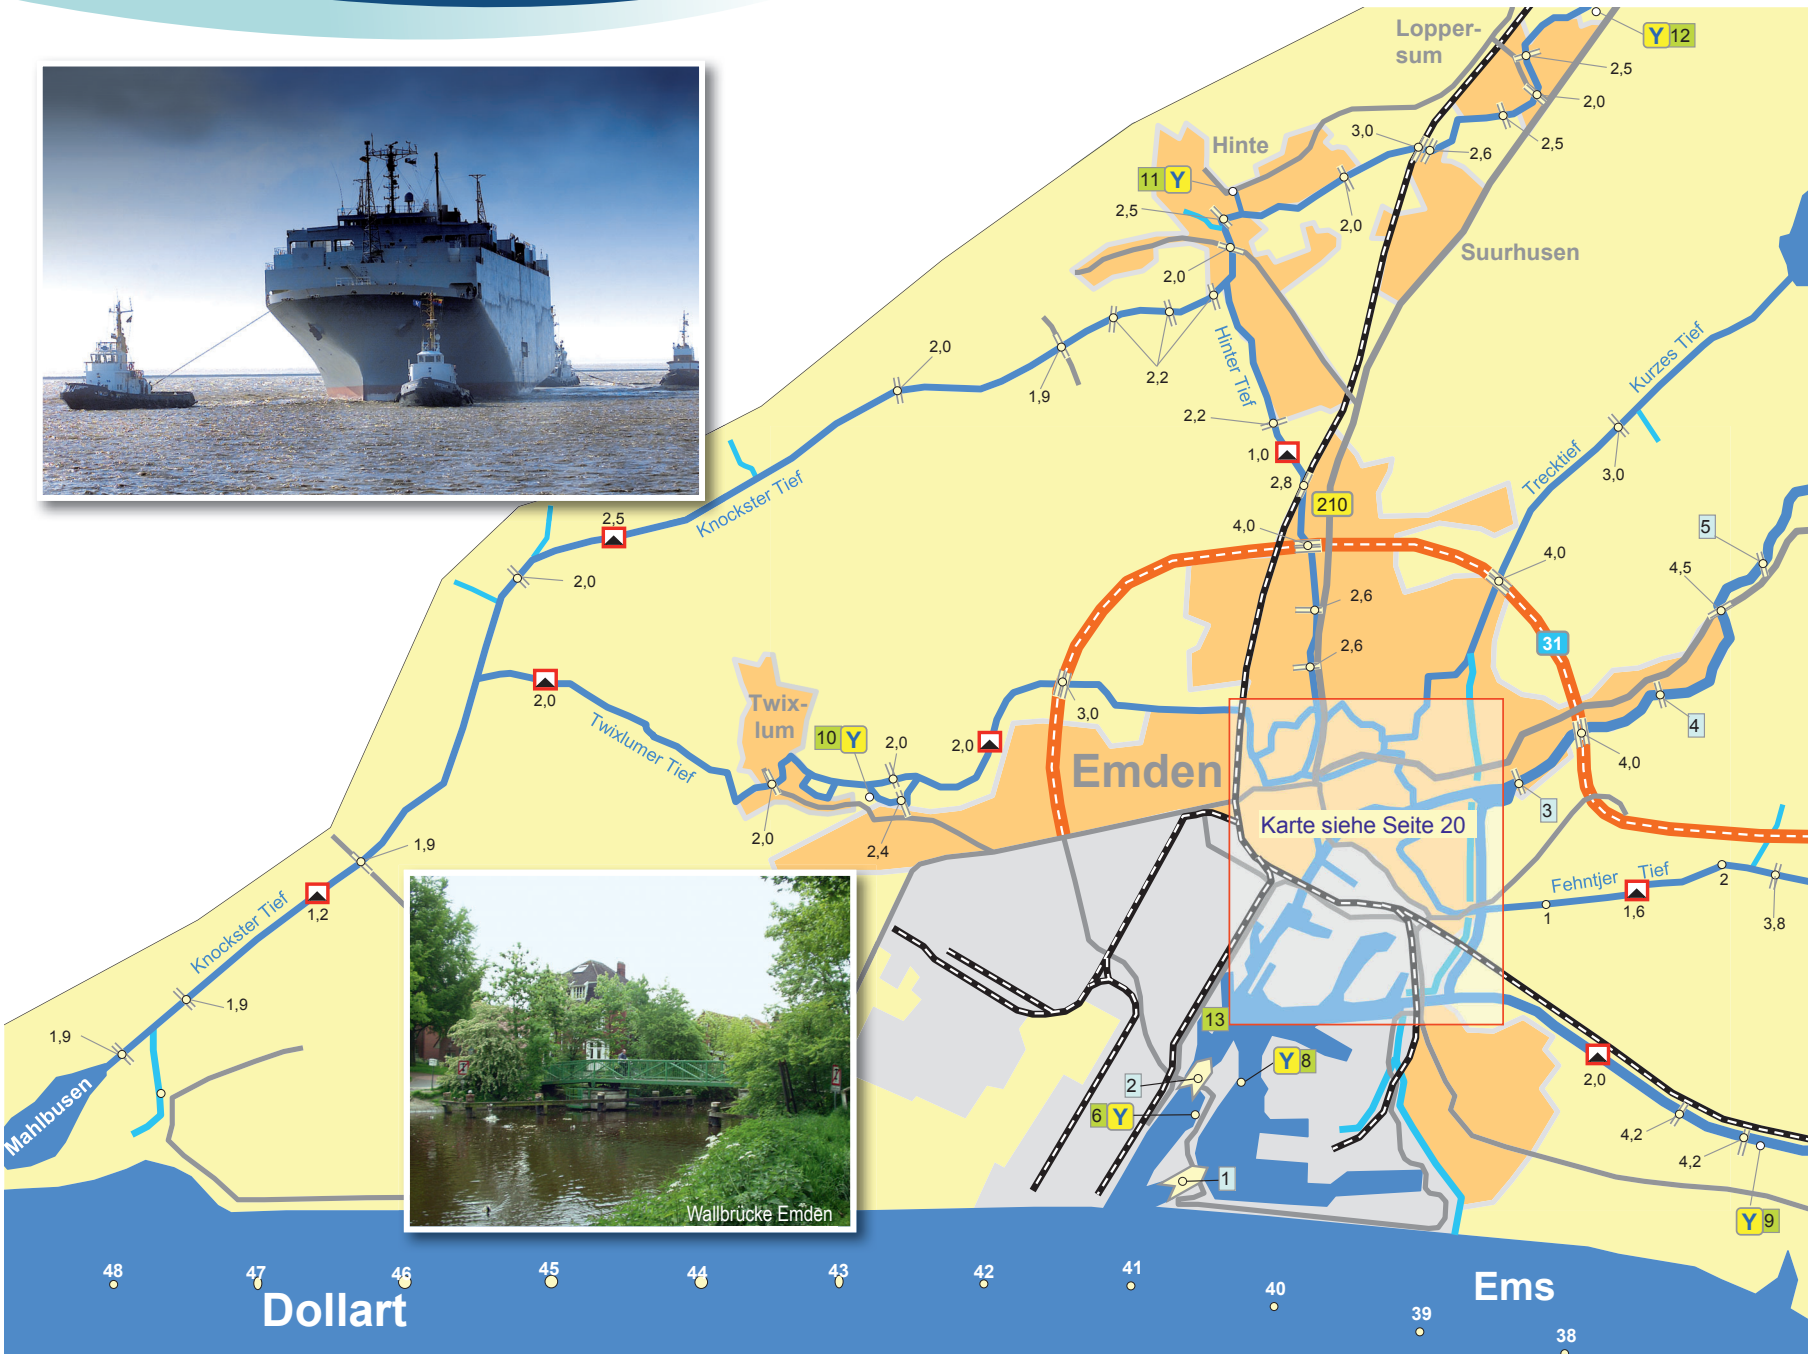 Lopper-
sum
Y 12
2,5
2,0
2,5
3,0
2,6
Hinte
11 Y
2,5
2,0
2,0
Suurhusen
2,0
1,9
2,2
Hinter Tief
2,2
1,0
2,8
210
4,0
Kurzes Tief
Trecktief
3,0
5
4,5
4,0
31
2,6
2,6
Knockster Tief
2,5
2,0
2,0
Twixlumer Tief
Twix-
lum
10 Y
2,0
2,0
3,0
2,0
2,4
Emden
4
4,0
3
Karte siehe Seite 20
Fehntjer Tief
1
1,6
2
3,8
1,9
1,2
Knockster Tief
1,9
1,9
Mahlbusen
13
2
Y 8
6 Y
1
2,0
4,2
4,2
Y 9
Wallbrücke Emden
48
47
46
45
44
43
42
41
40
39
38
Dollart
Ems